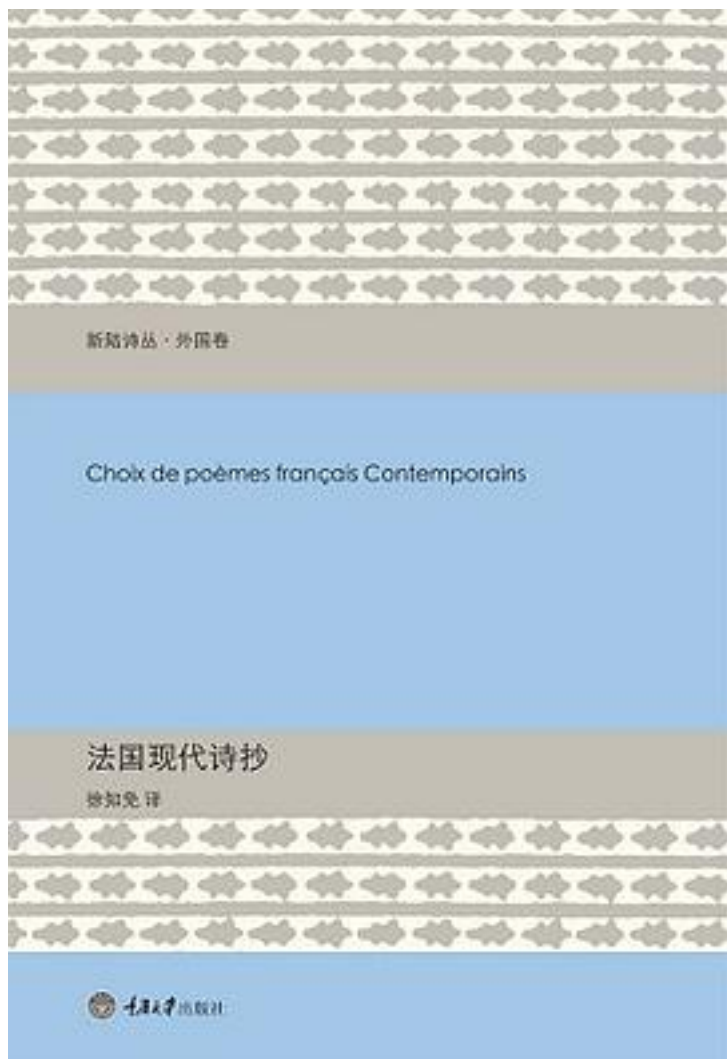 新陆诗丛·外国卷
Choix de poèmes français Contemporains
法国现代诗抄
徐知免 译
重庆大学出版社